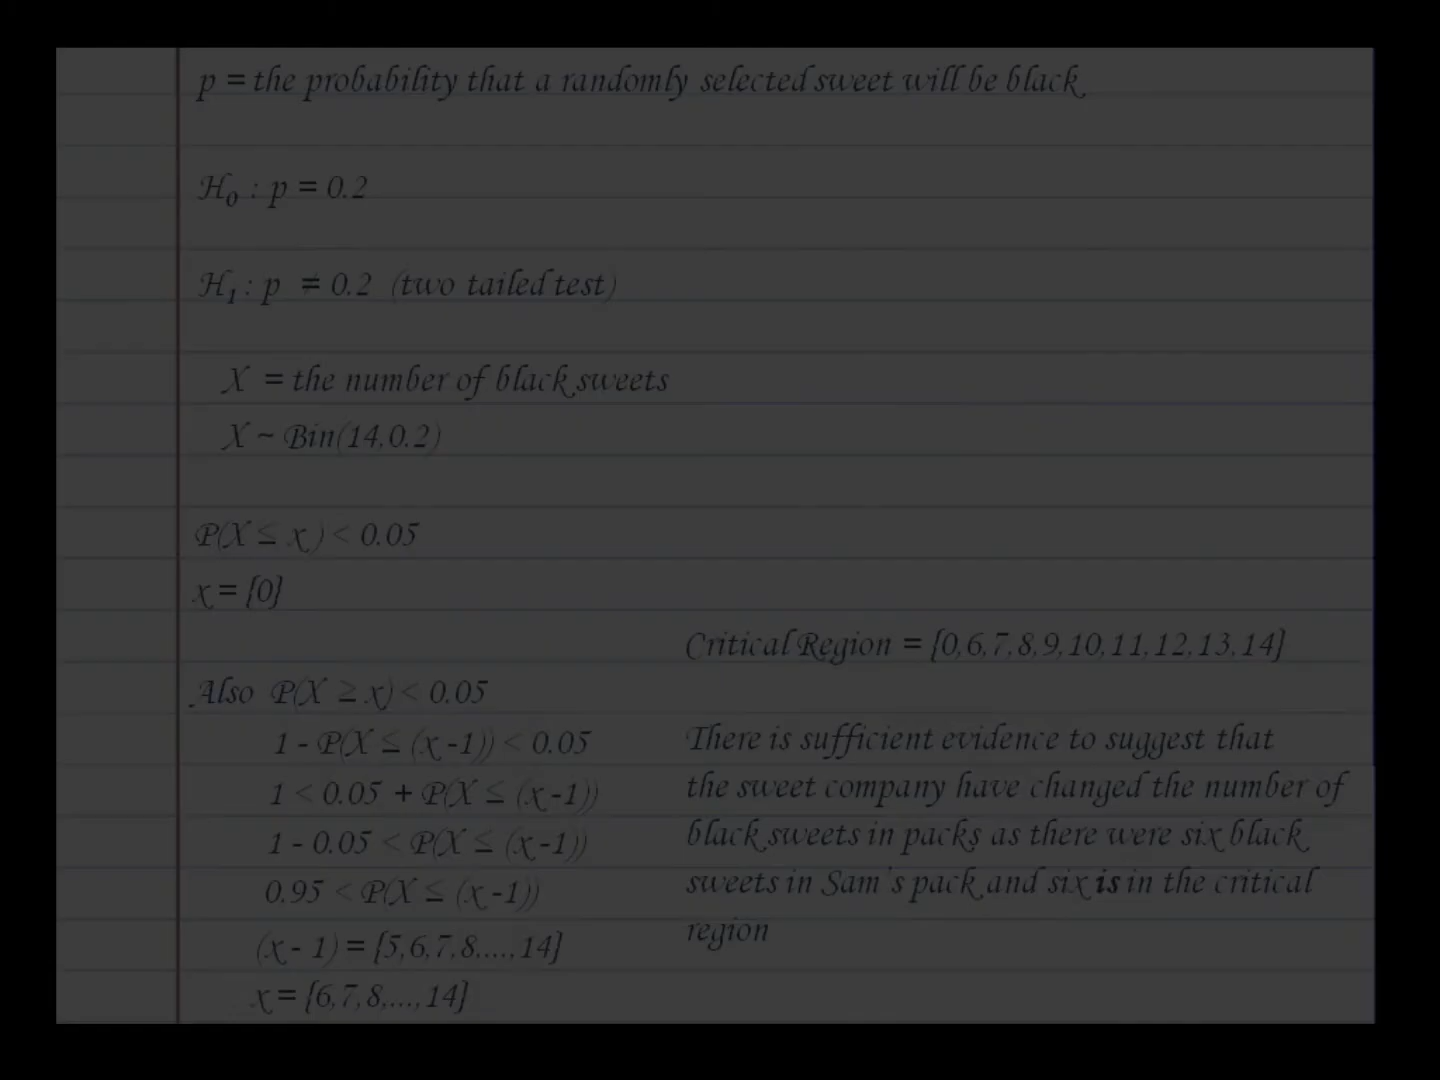 p = the probability that a randomly selected sweet will be black
H₀ : p = 0.2
H₁ : p ≠ 0.2 (two tailed test)
X = the number of black sweets
X ~ Bin(14,0.2)
P(X ≤ x) < 0.05
x = {0}
Also P(X ≥ x) < 0.05
1 - P(X ≤ (x-1)) < 0.05
1 < 0.05 + P(X ≤ (x-1))
1 - 0.05 < P(X ≤ (x-1))
0.95 < P(X ≤ (x-1))
(x - 1) = {5,6,7,8,...,14}
x = {6,7,8,...,14}
Critical Region = {0,6,7,8,9,10,11,12,13,14}
There is sufficient evidence to suggest that
the sweet company have changed the number of
black sweets in packs as there were six black
sweets in Sam's pack and six is in the critical
region